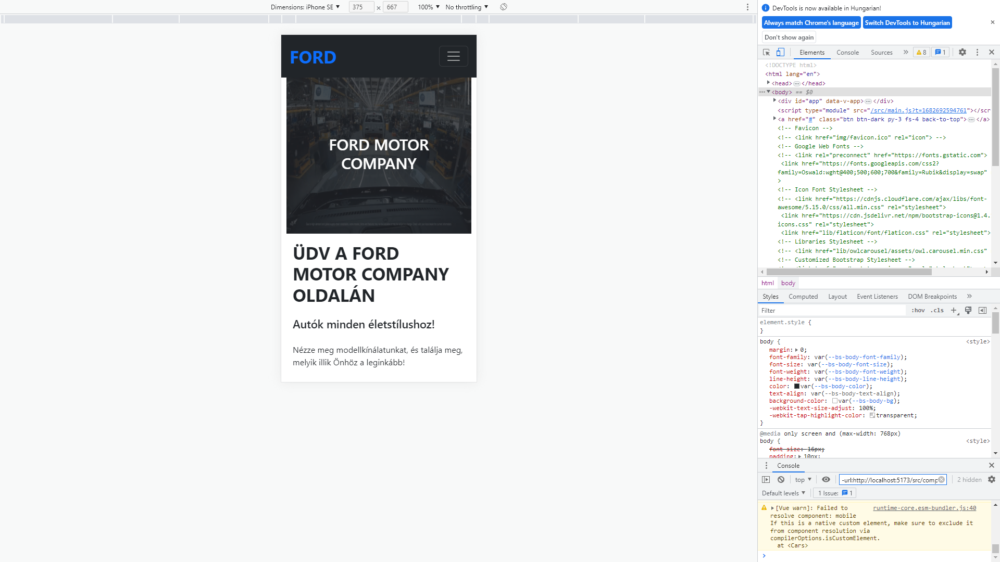 Dimensions: iPhone SE ▼ 375 × 667 100% ▼ No throttling ▼
FORD
FORD MOTOR
COMPANY
ÜDV A FORD
MOTOR COMPANY
OLDALÁN
Autók minden életstílushoz!
Nézze meg modellkínálatunkat, és találja meg,
melyik illik Önhöz a leginkább!
DevTools is now available in Hungarian!
Always match Chrome's language Switch DevTools to Hungarian
Don't show again
Elements Console Sources » 8 1
<!DOCTYPE html>
<html lang="en">
<head>…</head>
<body> == $0
<div id="app" data-v-app>…</div>
<script type="module" src="/src/main.js?t=1682692594761"></scr
<a href="#" class="btn btn-dark py-3 fs-4 back-to-top">…</a>
<!-- Favicon -->
<!-- <link href="img/favicon.ico" rel="icon"> -->
<!-- Google Web Fonts -->
<!-- <link rel="preconnect" href="https://fonts.gstatic.com">
<link href="https://fonts.googleapis.com/css2?
family=Oswald:wght@400;500;600;700&family=Rubik&display=swap"
>
<!-- Icon Font Stylesheet -->
<!-- <link href="https://cdnjs.cloudflare.com/ajax/libs/font-
awesome/5.15.0/css/all.min.css" rel="stylesheet">
<link href="https://cdn.jsdelivr.net/npm/bootstrap-icons@1.4.
icons.css" rel="stylesheet">
<link href="lib/flaticon/font/flaticon.css" rel="stylesheet">
<!-- Libraries Stylesheet -->
<!-- <link href="lib/owlcarousel/assets/owl.carousel.min.css"
<!-- Customized Bootstrap Stylesheet -->
html body
Styles Computed Layout Event Listeners DOM Breakpoints »
Filter :hov .cls +
element.style {
}
body { <style>
margin: 0;
font-family: var(--bs-body-font-family);
font-size: var(--bs-body-font-size);
font-weight: var(--bs-body-font-weight);
line-height: var(--bs-body-line-height);
color: var(--bs-body-color);
text-align: var(--bs-body-text-align);
background-color: var(--bs-body-bg);
-webkit-text-size-adjust: 100%;
-webkit-tap-highlight-color: transparent;
}
@media only screen and (max-width: 768px)
body { <style>
font-size: 16px;
padding: 10px;
Console
top ▼ -url:http://localhost:5173/src/comp 2 hidden
Default levels ▼ 1 Issue: 1
[Vue warn]: Failed to runtime-core.esm-bundler.js:40
resolve component: mobile
If this is a native custom element, make sure to exclude it
from component resolution via
compilerOptions.isCustomElement.
at <Cars>